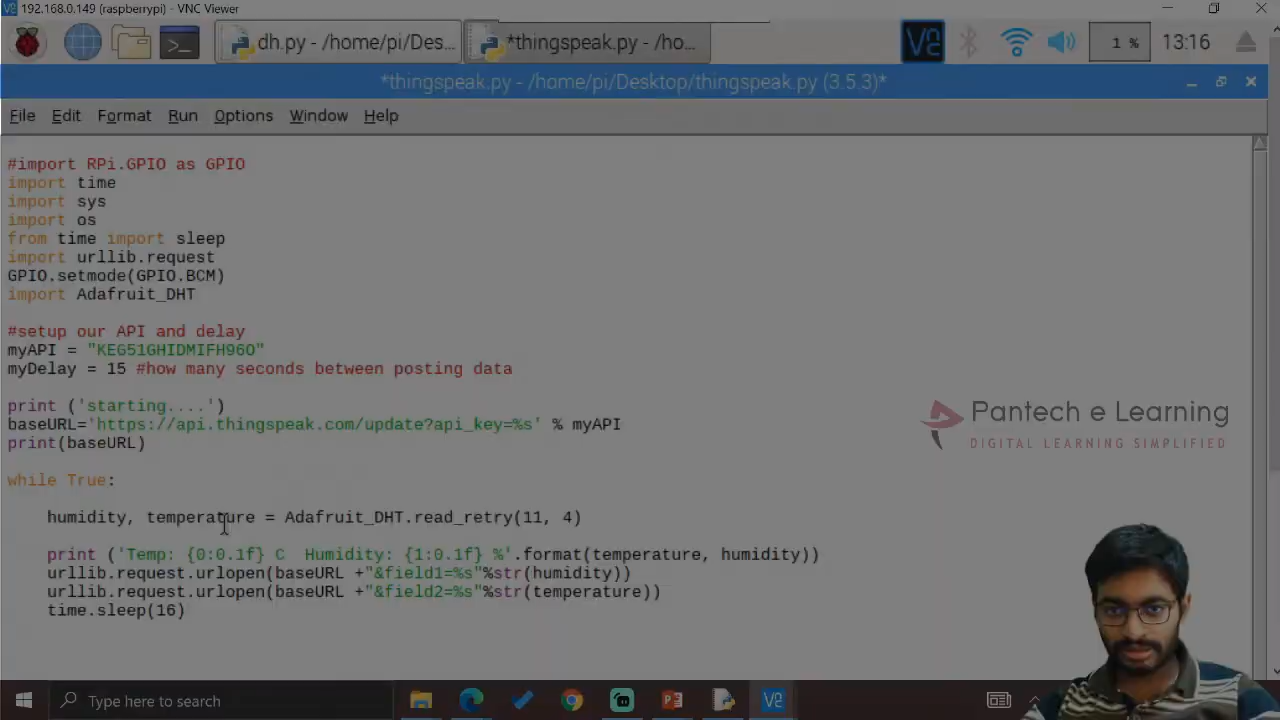 192.168.0.149 (raspberrypi) - VNC Viewer
dh.py - /home/pi/Des...
*thingspeak.py - /ho...
1 %
13:16
*thingspeak.py - /home/pi/Desktop/thingspeak.py (3.5.3)*
File Edit Format Run Options Window Help
#import RPi.GPIO as GPIO
import time
import sys
import os
from time import sleep
import urllib.request
GPIO.setmode(GPIO.BCM)
import Adafruit_DHT
#setup our API and delay
myAPI = "KEG51GHIDMIFH96O"
myDelay = 15 #how many seconds between posting data
print ('starting....')
baseURL='https://api.thingspeak.com/update?api_key=%s' % myAPI
print(baseURL)
while True:
humidity, temperature = Adafruit_DHT.read_retry(11, 4)
print ('Temp: {0:0.1f} C  Humidity: {1:0.1f} %'.format(temperature, humidity))
urllib.request.urlopen(baseURL +"&field1=%s"%str(humidity))
urllib.request.urlopen(baseURL +"&field2=%s"%str(temperature))
time.sleep(16)
Pantech e Learning
DIGITAL LEARNING SIMPLIFIED
Type here to search